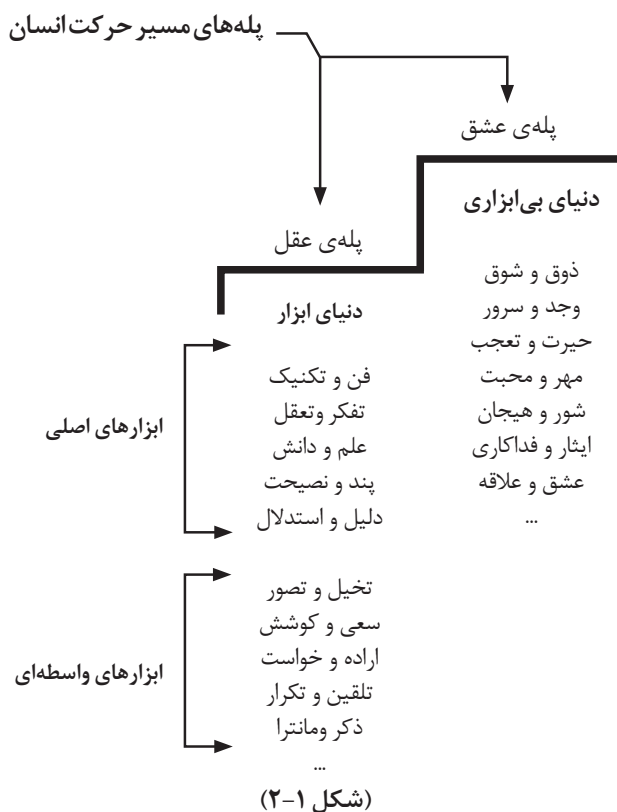 پله‌های مسیر حرکت انسان
پله‌ی عشق
دنیای بی‌ابزاری
ذوق و شوق
وجد و سرور
حیرت و تعجب
مهر و محبت
شور و هیجان
ایثار و فداکاری
عشق و علاقه
...
پله‌ی عقل
دنیای ابزار
ابزارهای اصلی
فن و تکنیک
تفکر وتعقل
علم و دانش
پند و نصیحت
دلیل و استدلال
ابزارهای واسطه‌ای
تخیل و تصور
سعی و کوشش
اراده و خواست
تلقین و تکرار
ذکر ومانترا
...
(شکل ۱-۲)